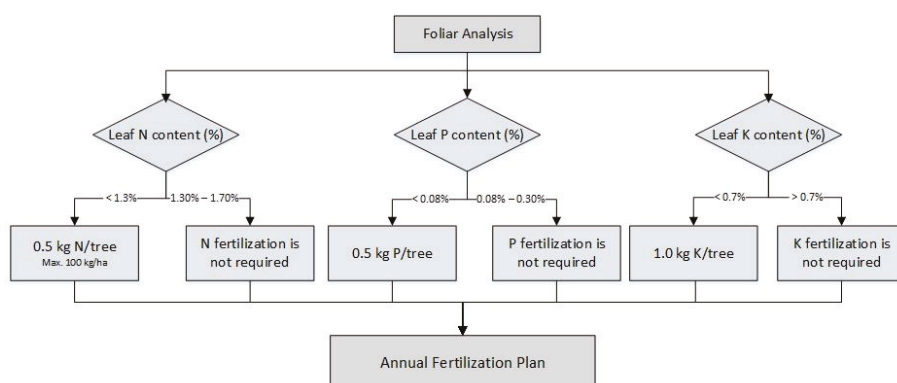 Foliar Analysis
Leaf N content (%)
Leaf P content (%)
Leaf K content (%)
< 1.3%
1.30% – 1.70%
< 0.08%
0.08% – 0.30%
< 0.7%
> 0.7%
0.5 kg N/tree
Max. 100 kg/ha
N fertilization is
not required
0.5 kg P/tree
P fertilization is
not required
1.0 kg K/tree
K fertilization is
not required
Annual Fertilization Plan